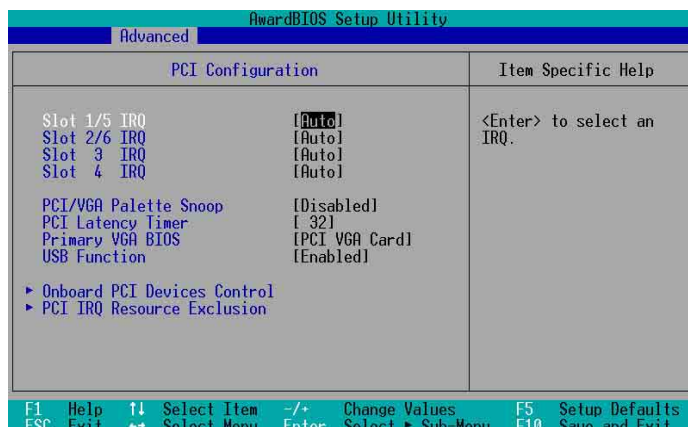 AwardBIOS Setup Utility
Advanced
PCI Configuration
Item Specific Help
Slot 1/5 IRQ [Auto]
Slot 2/6 IRQ [Auto]
Slot 3 IRQ [Auto]
Slot 4 IRQ [Auto]
PCI/VGA Palette Snoop [Disabled]
PCI Latency Timer [ 32]
Primary VGA BIOS [PCI VGA Card]
USB Function [Enabled]
▸ Onboard PCI Devices Control
▸ PCI IRQ Resource Exclusion
<Enter> to select an
IRQ.
F1 Help ↑↓ Select Item -/+ Change Values F5 Setup Defaults
ESC Exit ↔ Select Menu Enter Select ▸ Sub-Menu F10 Save and Exit